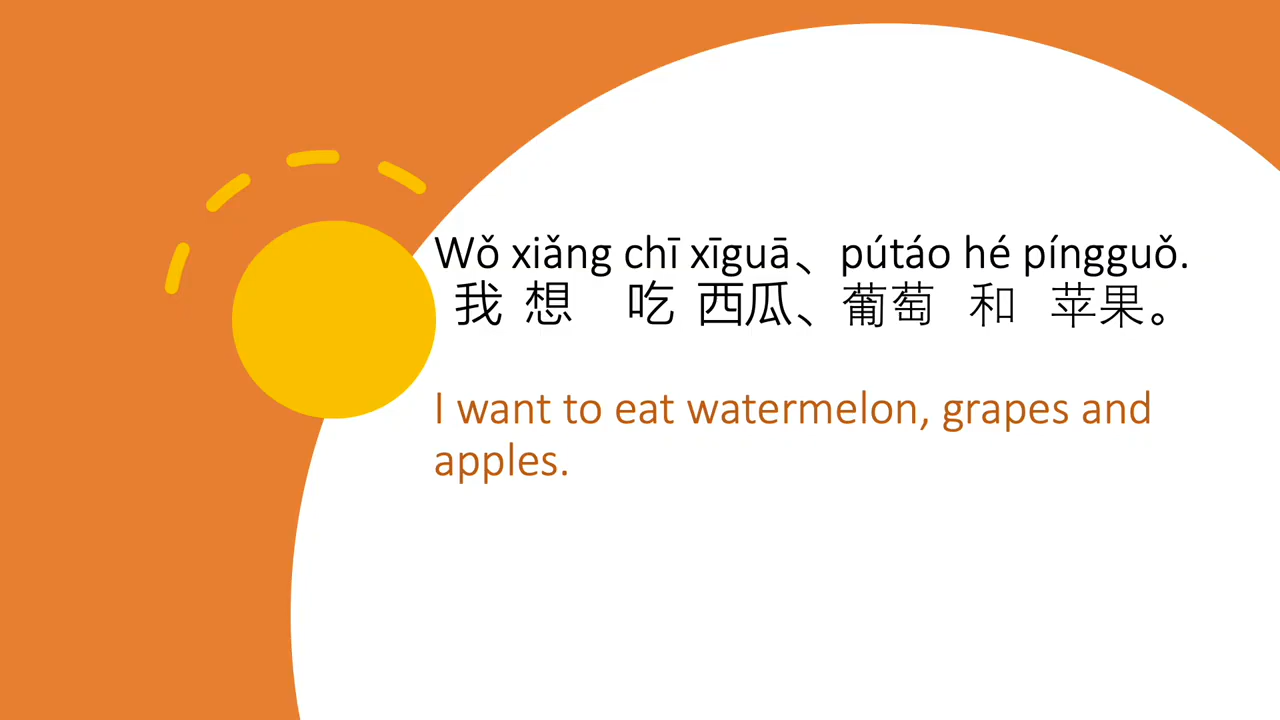 Wǒ xiǎng chī xīguā、pútáo hé píngguǒ.
我 想 吃 西瓜、葡萄 和 苹果。
I want to eat watermelon, grapes and
apples.